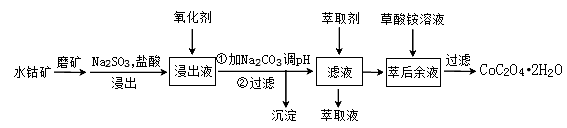 氧化剂 萃取剂 草酸铵溶液
水钴矿 磨矿 Na₂SO₃,盐酸 浸出 浸出液 ①加Na₂CO₃调pH ②过滤 滤液 萃后余液 过滤 CoC₂O₄•2H₂O
沉淀 萃取液